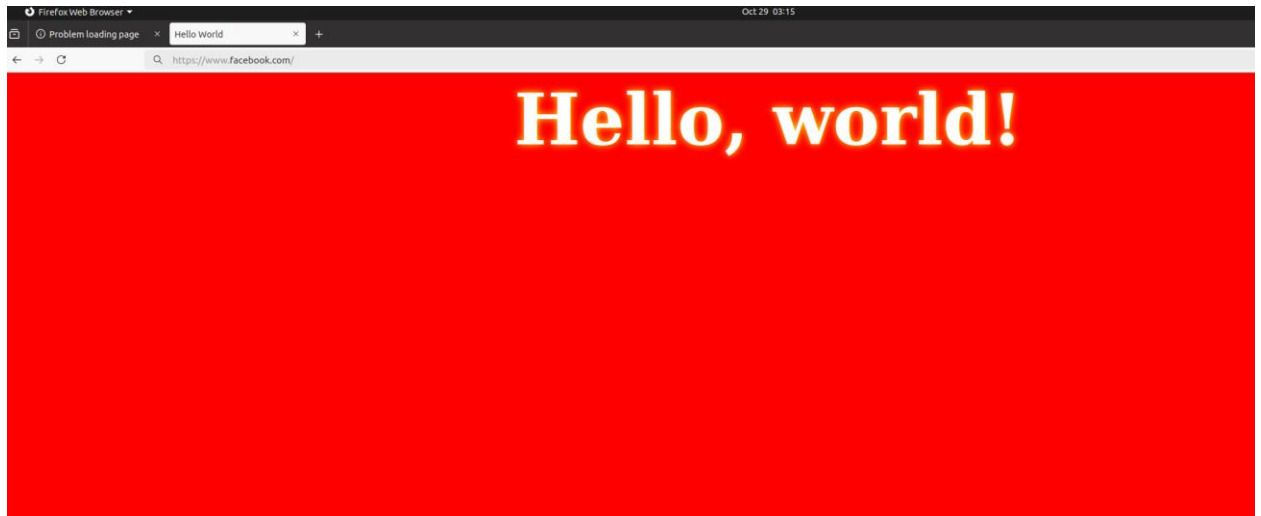 Firefox Web Browser
Oct 29 03:15
Problem loading page
Hello World
https://www.facebook.com/
Hello, world!